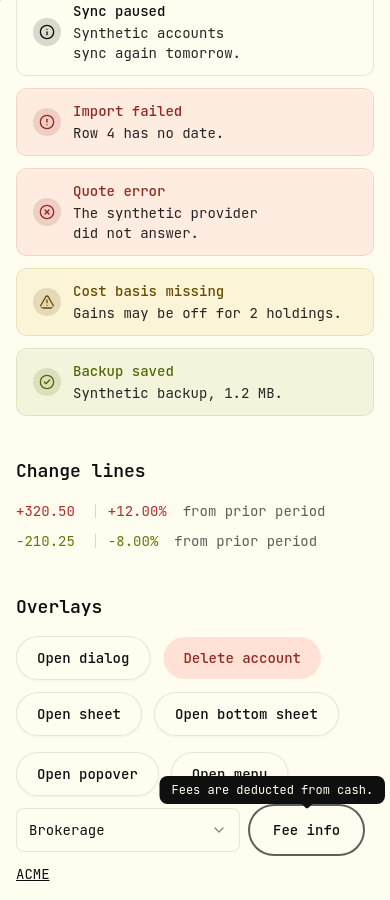 Sync paused
Synthetic accounts
sync again tomorrow.
Import failed
Row 4 has no date.
Quote error
The synthetic provider
did not answer.
Cost basis missing
Gains may be off for 2 holdings.
Backup saved
Synthetic backup, 1.2 MB.
Change lines
+320.50 +12.00% from prior period
-210.25 -8.00% from prior period
Overlays
Open dialog Delete account
Open sheet Open bottom sheet
Open popover Open menu
Fees are deducted from cash.
Brokerage Fee info
ACME